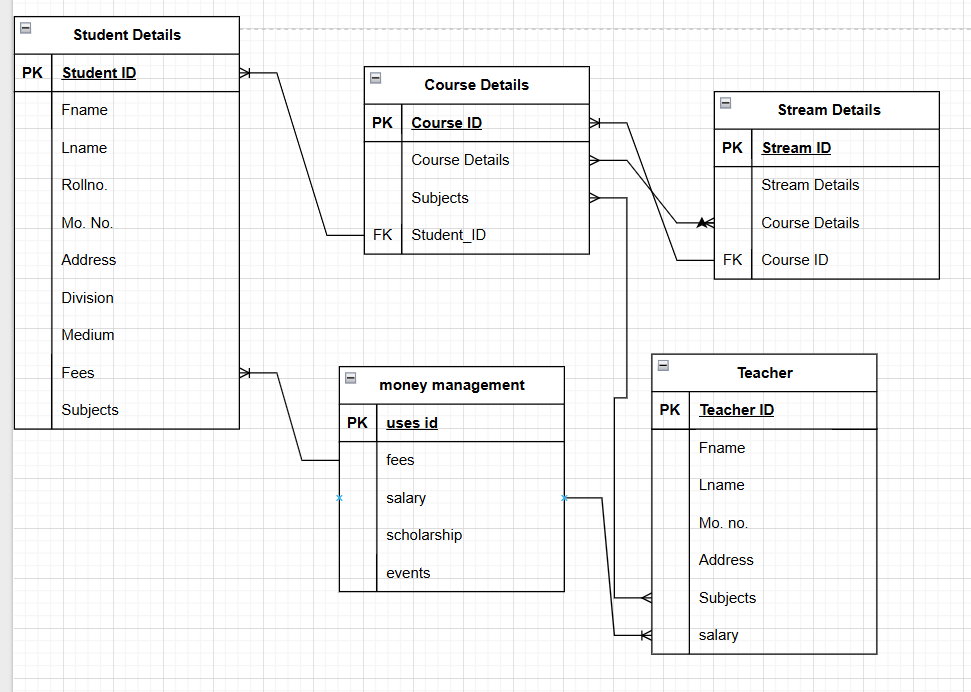 Student Details
PK Student ID
Fname
Lname
Rollno.
Mo. No.
Address
Division
Medium
Fees
Subjects
Course Details
PK Course ID
Course Details
Subjects
FK Student_ID
Stream Details
PK Stream ID
Stream Details
Course Details
FK Course ID
money management
PK uses id
fees
salary
scholarship
events
Teacher
PK Teacher ID
Fname
Lname
Mo. no.
Address
Subjects
salary